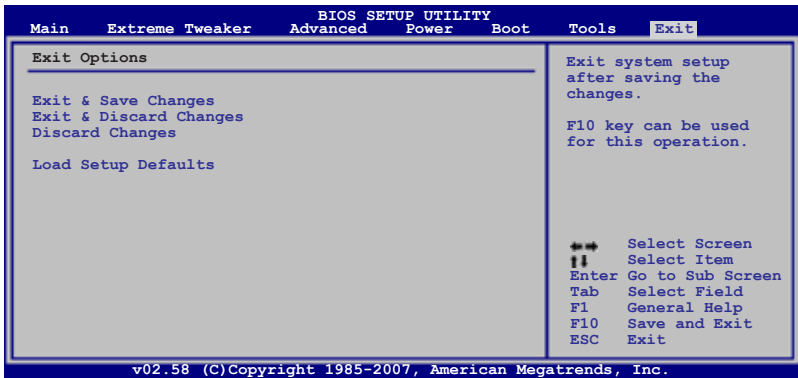 BIOS SETUP UTILITY
Main Extreme Tweaker Advanced Power Boot Tools Exit
Exit Options
Exit & Save Changes
Exit & Discard Changes
Discard Changes
Load Setup Defaults
Exit system setup
after saving the
changes.
F10 key can be used
for this operation.
←→ Select Screen
↑↓ Select Item
Enter Go to Sub Screen
Tab Select Field
F1 General Help
F10 Save and Exit
ESC Exit
v02.58 (C)Copyright 1985-2007, American Megatrends, Inc.